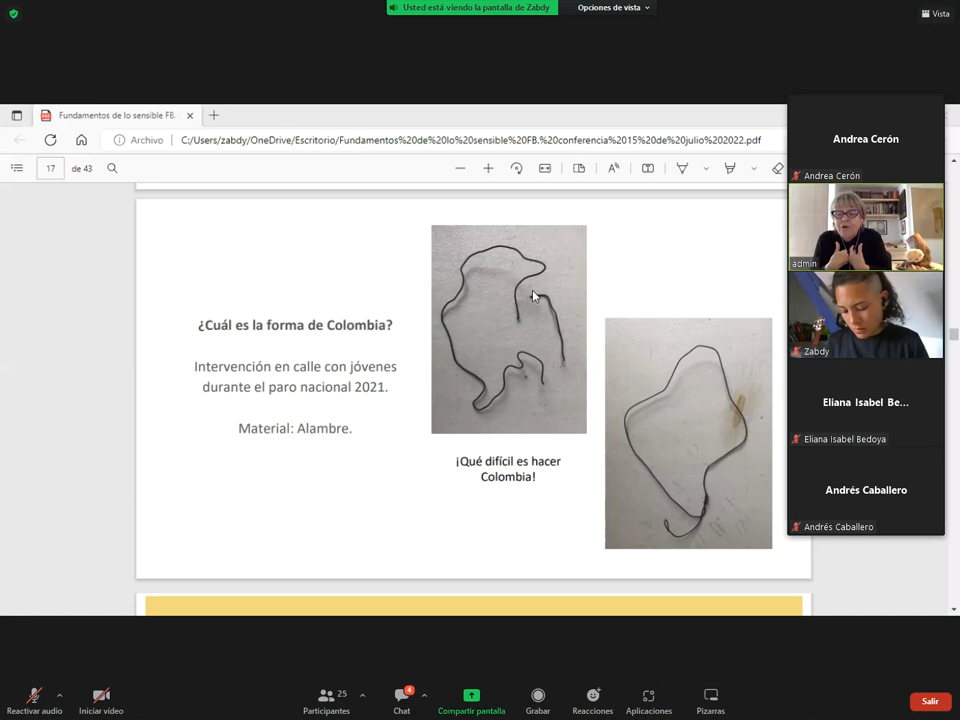 Usted está viendo la pantalla de Zabdy
Opciones de vista
Vista
Fundamentos de lo sensible FB.
Archivo
C:/Users/zabdy/OneDrive/Escritorio/Fundamentos%20de%20lo%20sensible%20FB.%20conferencia%2015%20de%20julio%202022.pdf
17 de 43
¿Cuál es la forma de Colombia?
Intervención en calle con jóvenes
durante el paro nacional 2021.
Material: Alambre.
¡Qué difícil es hacer
Colombia!
Andrea Cerón
Andrea Cerón
admin
Zabdy
Eliana Isabel Be...
Eliana Isabel Bedoya
Andrés Caballero
Andrés Caballero
Reactivar audio
Iniciar video
25
Participantes
4
Chat
Compartir pantalla
Grabar
Reacciones
Aplicaciones
Pizarras
Salir